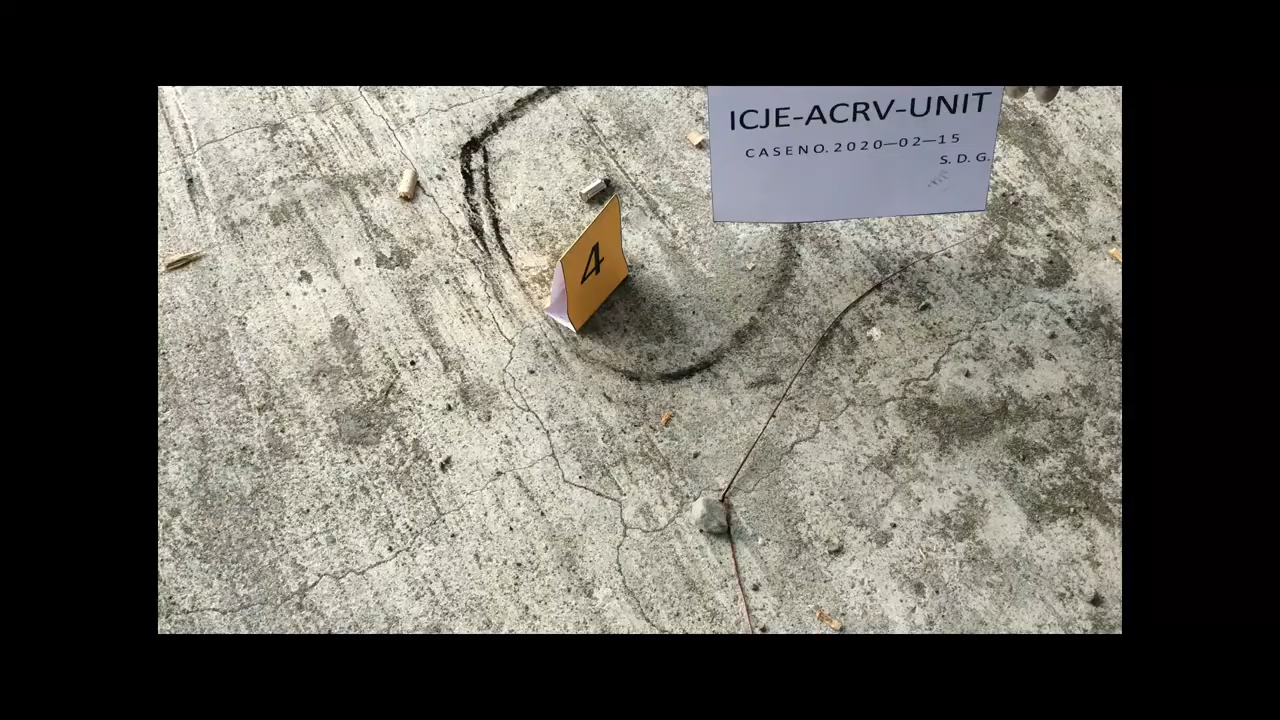 ICJE-ACRV-UNIT
CASENO.2020—02—15
S. D. G.
4